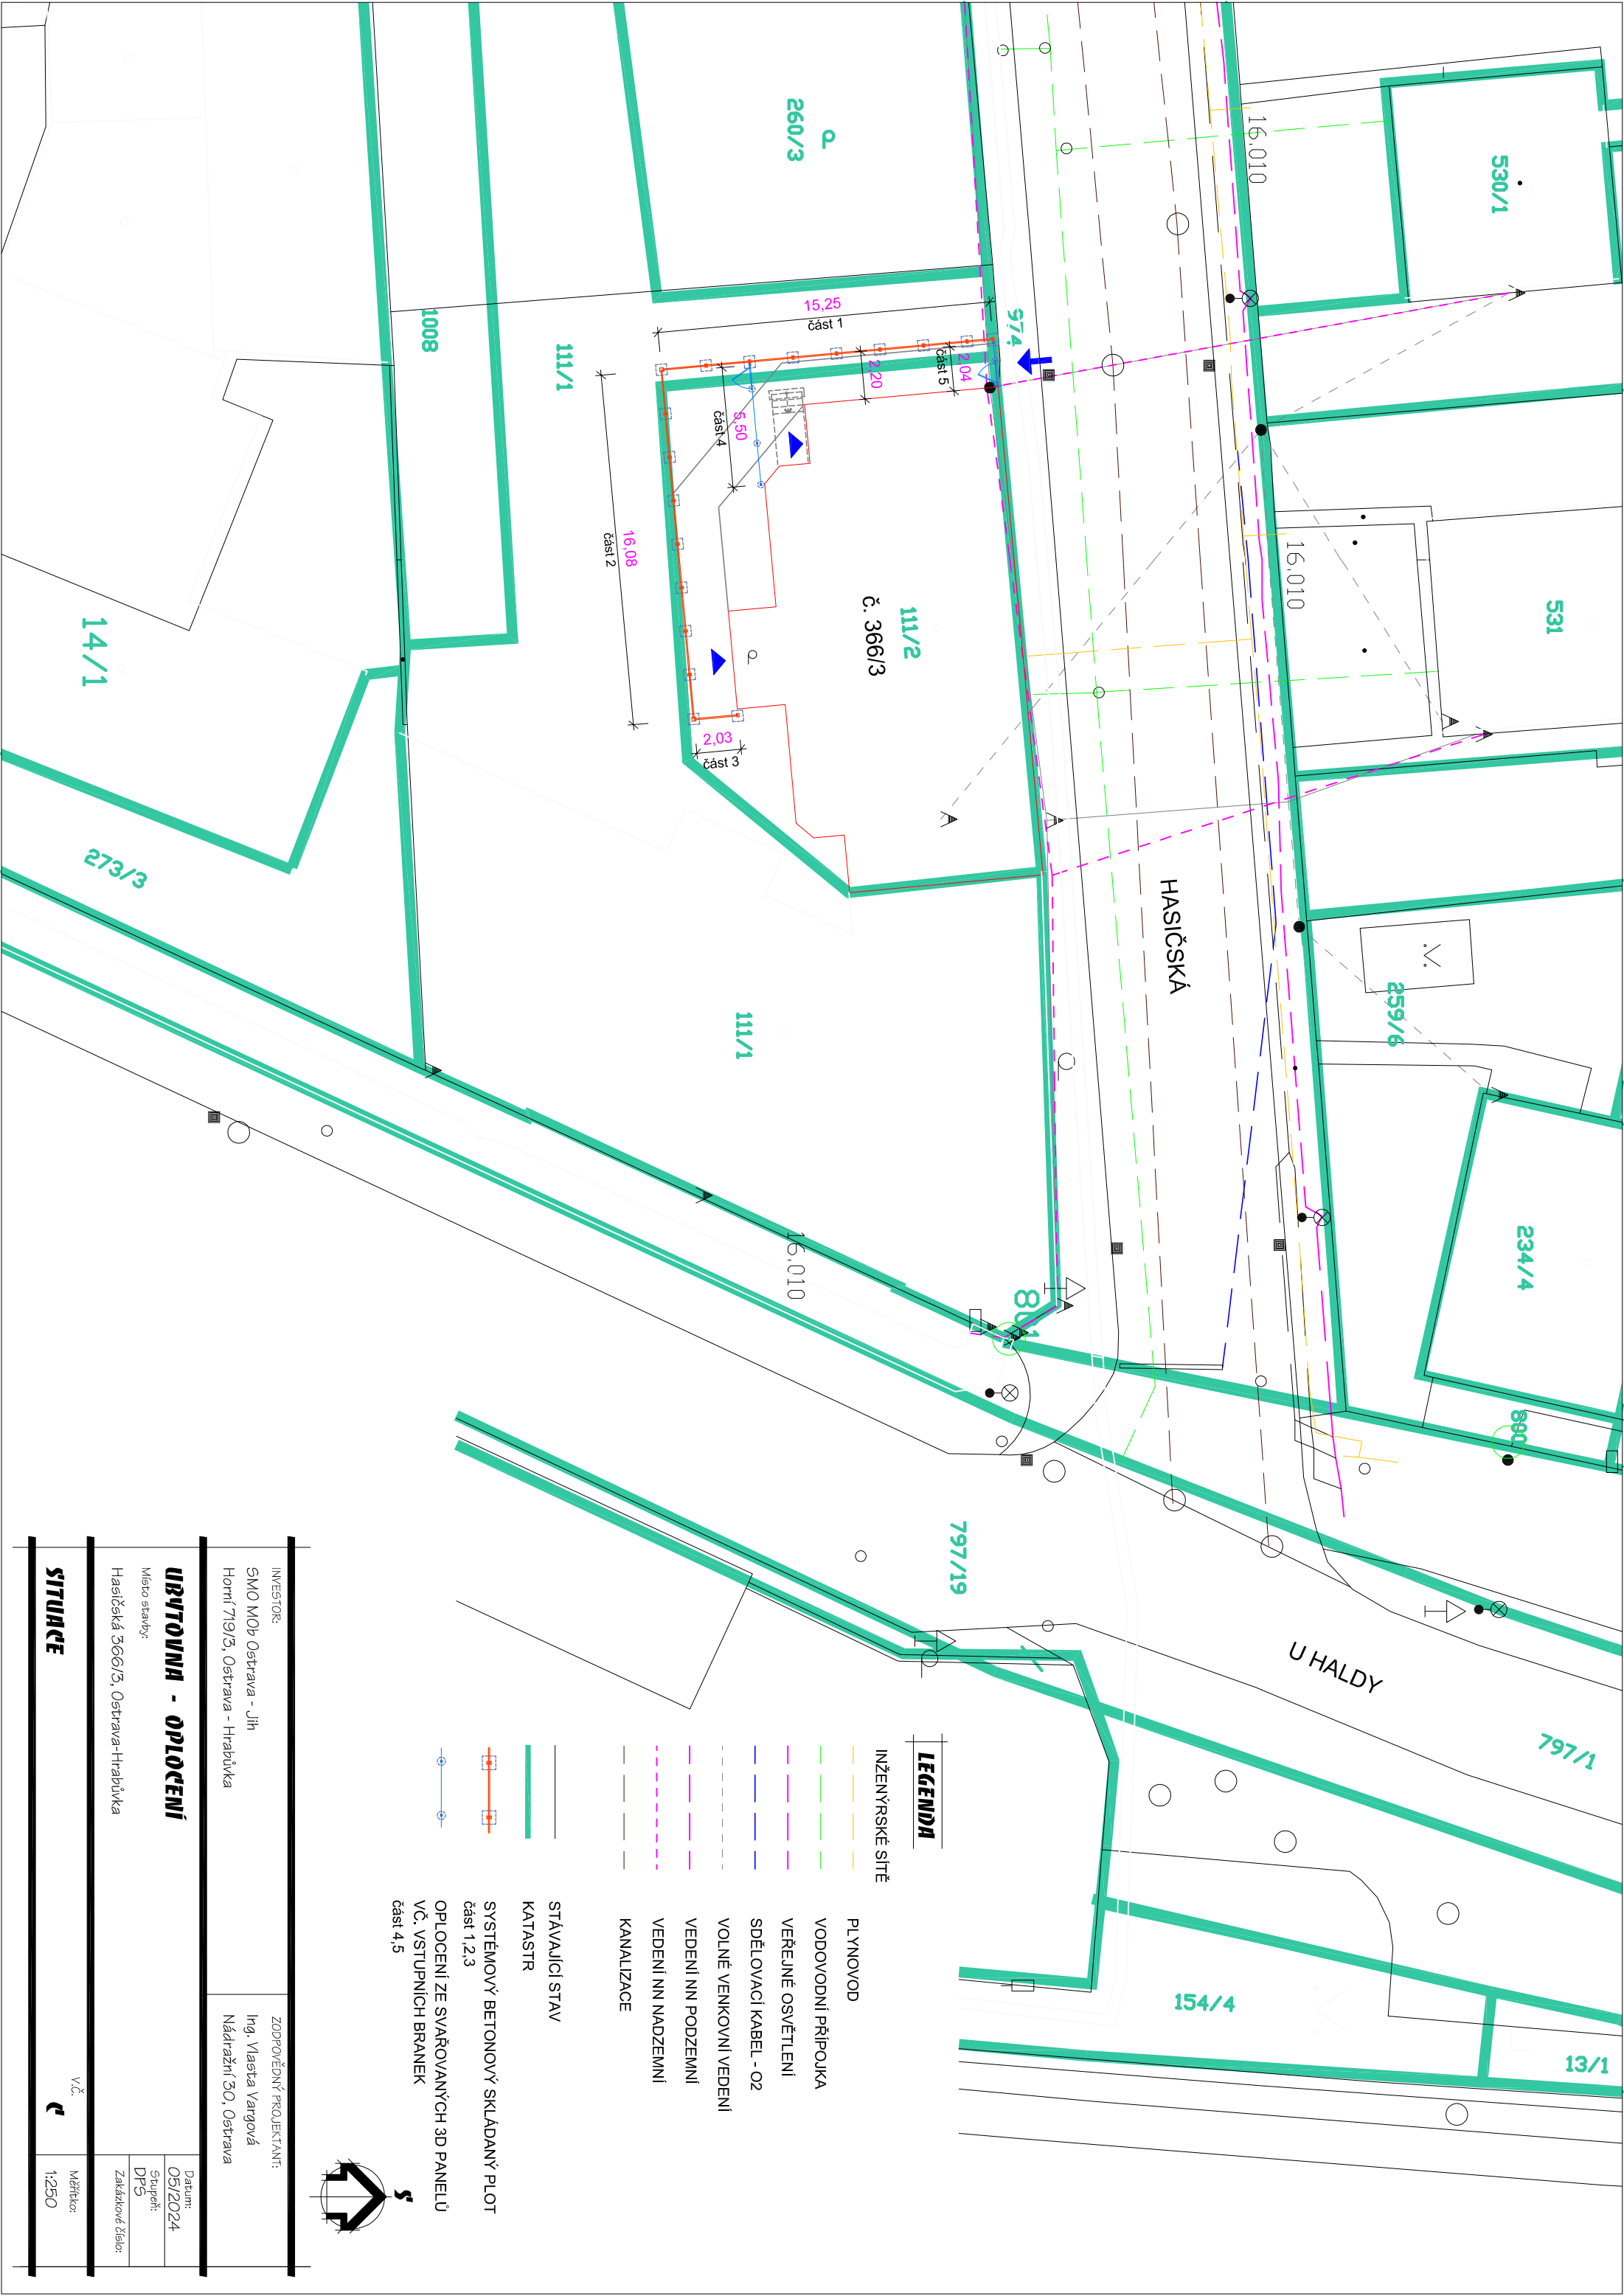 260/3
16.010
530/1
974
15,25
část 1
1008
111/1
2,04
část 5
2,20
5,50
část 4
16,08
část 2
16.010
531
14/1
111/2
č. 366/3
2,03
část 3
273/3
HASIČSKÁ
259/6
111/1
16.010
234/4
801
800
797/19
U HALDY
797/1
154/4
13/1
LEGENDA
INŽENÝRSKÉ SÍTĚ
PLYNOVOD
VODOVODNÍ PŘÍPOJKA
VEŘEJNÉ OSVĚTLENÍ
SDĚLOVACÍ KABEL - O2
VOLNÉ VENKOVNÍ VEDENÍ
VEDENÍ NN PODZEMNÍ
VEDENÍ NN NADZEMNÍ
KANALIZACE
STÁVAJÍCÍ STAV
KATASTR
SYSTÉMOVÝ BETONOVÝ SKLÁDANÝ PLOT
část 1,2,3
OPLOCENÍ ZE SVAŘOVANÝCH 3D PANELŮ
VČ. VSTUPNÍCH BRANEK
část 4,5
S
INVESTOR:
SMO MOb Ostrava - Jih
Horní 719/3, Ostrava - Hrabůvka
ZODPOVĚDNÝ PROJEKTANT:
Ing. Vlasta Vargová
Nádražní 30, Ostrava
UBYTOVNA - OPLOCENÍ
Místo stavby:
Hasičská 366/3, Ostrava-Hrabůvka
Datum:
05/2024
Stupeň:
DPS
Zakázkové číslo:
SITUACE
V.Č.
C
Měřítko:
1:250